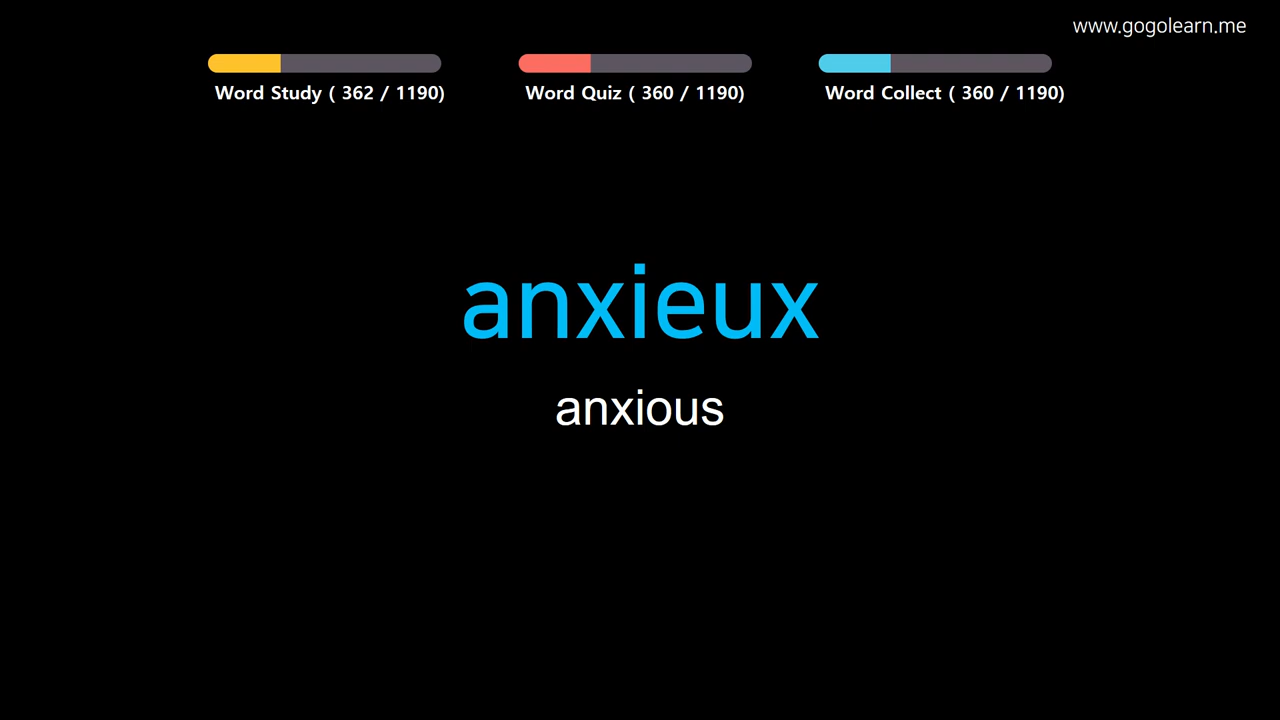 www.gogolearn.me
Word Study ( 362 / 1190)
Word Quiz ( 360 / 1190)
Word Collect ( 360 / 1190)
anxieux
anxious